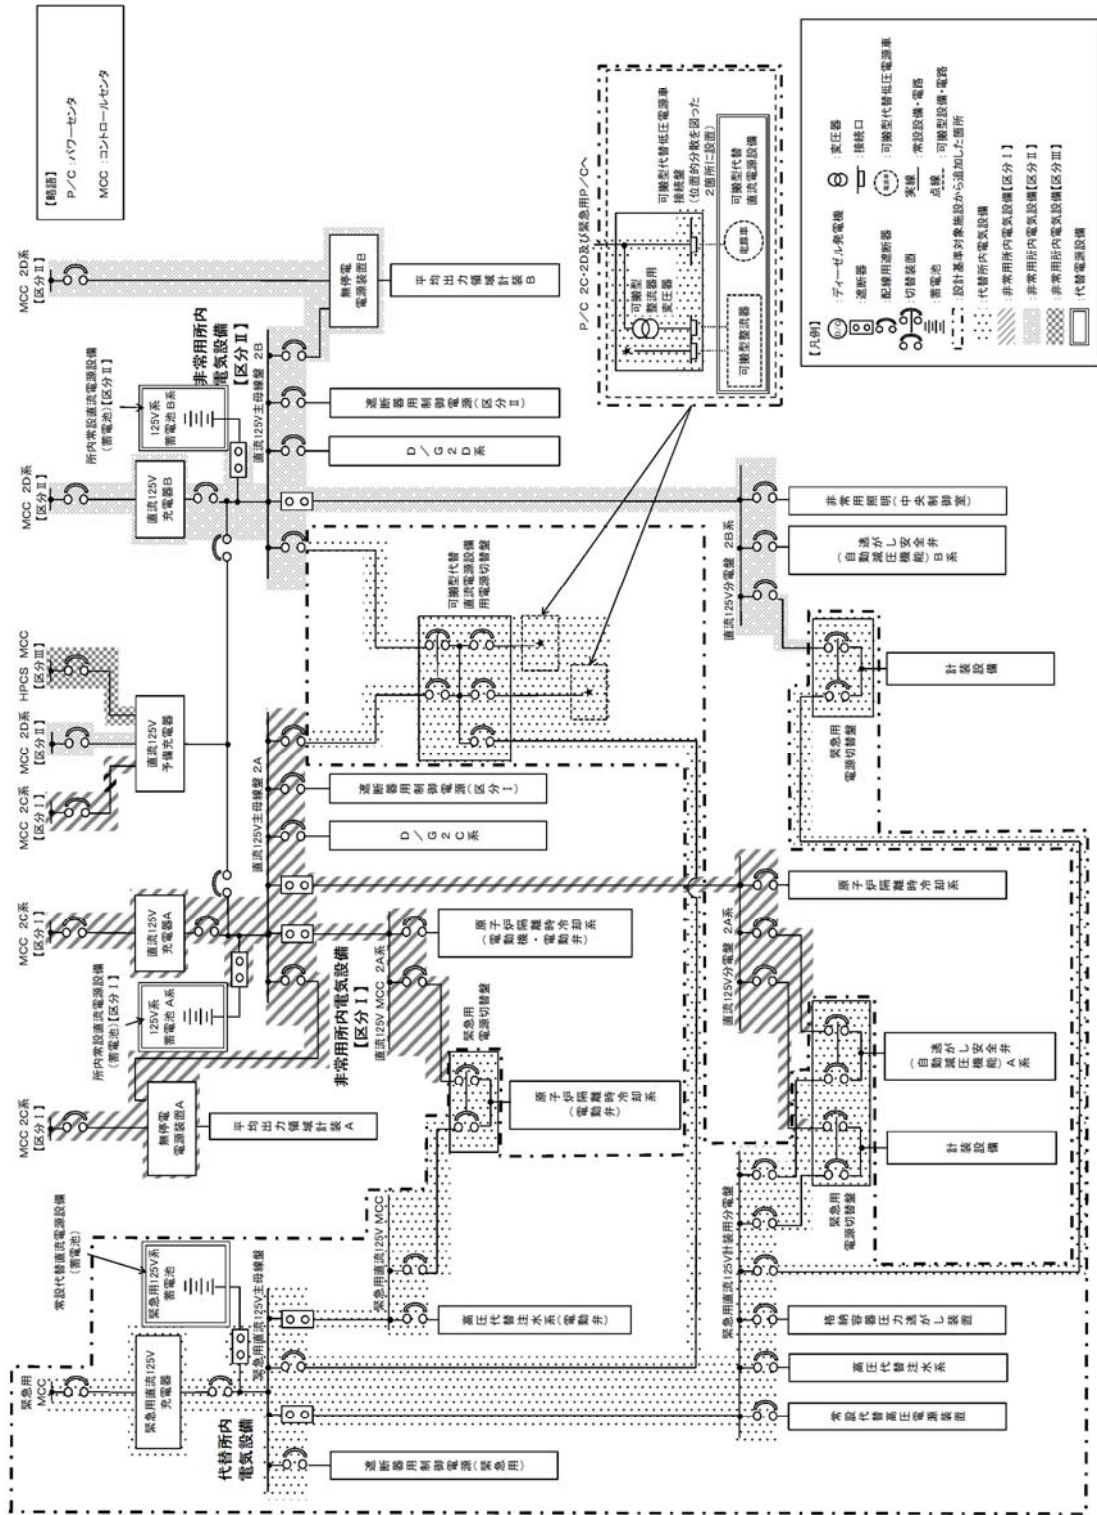 【略語】
P/C :パワーセンタ
MCC :コントロールセンタ
MCC 2D系
【区分Ⅱ】
無停電
電源装置B
平均出力領域計装B
非常用所内
電気設備
【区分Ⅱ】
所内常設直流電源設備
(蓄電池)【区分Ⅱ】
125V系
蓄電池B系
直流125V主母線盤 2B
遮断器用制御電源(区分Ⅱ)
D/G2D系
MCC 2D系
【区分Ⅱ】
直流125V
充電器B
P/C 2C・2D及び緊急用P/Cへ
可搬型代替低圧電源車
接続盤
(位置的分散を図った
2箇所に設置)
可搬型
整流器用
変圧器
可搬型代替
直流電源設備
電源車
可搬型整流器
非常用照明(中央制御室)
逃がし安全弁
(自動減圧機能)B系
直流125V分電盤 2B系
可搬型代替
直流電源設備
用電源切替盤
計装設備
緊急用
電源切替盤
HPCS MCC
【区分Ⅲ】
MCC 2D系
【区分Ⅱ】
MCC 2C系
【区分Ⅰ】
直流125V
予備充電器
直流125V主母線盤 2A
遮断器用制御電源(区分Ⅰ)
D/G2C系
MCC 2C系
【区分Ⅰ】
直流125V
充電器A
所内常設直流電源設備
(蓄電池)【区分Ⅰ】
125V系
蓄電池A系
非常用所内電気設備
【区分Ⅰ】
直流125V MCC 2A系
原子炉隔離時冷却系
(電動機・電動弁)
緊急用
電源切替盤
原子炉隔離時冷却系
(電動弁)
原子炉隔離時冷却系
直流125V分電盤 2A系
逃がし安全弁
(自動減圧機能)A系
計装設備
緊急用
電源切替盤
MCC 2C系
【区分Ⅰ】
無停電
電源装置A
平均出力領域計装A
常設代替直流電源設備
(蓄電池)
緊急用125V系
蓄電池
緊急用
MCC
緊急用直流125V
充電器
緊急用直流125V主母線盤
緊急用直流125V MCC
高圧代替注水系(電動弁)
代替所内
電気設備
遮断器用制御電源(緊急用)
緊急用直流125V計装用分電盤
格納容器圧力逃がし装置
高圧代替注水系
常設代替高圧電源装置
【凡例】
D/G :ディーゼル発電機
:遮断器
:配線用遮断器
:切替装置
:蓄電池
:設計基準対象施設から追加した箇所
:代替所内電気設備
:非常用所内電気設備【区分Ⅰ】
:非常用所内電気設備【区分Ⅱ】
:非常用所内電気設備【区分Ⅲ】
:代替電源設備
:変圧器
:接続口
電源車 :可搬型代替低圧電源車
実線 :常設設備・電路
点線 :可搬型設備・電路